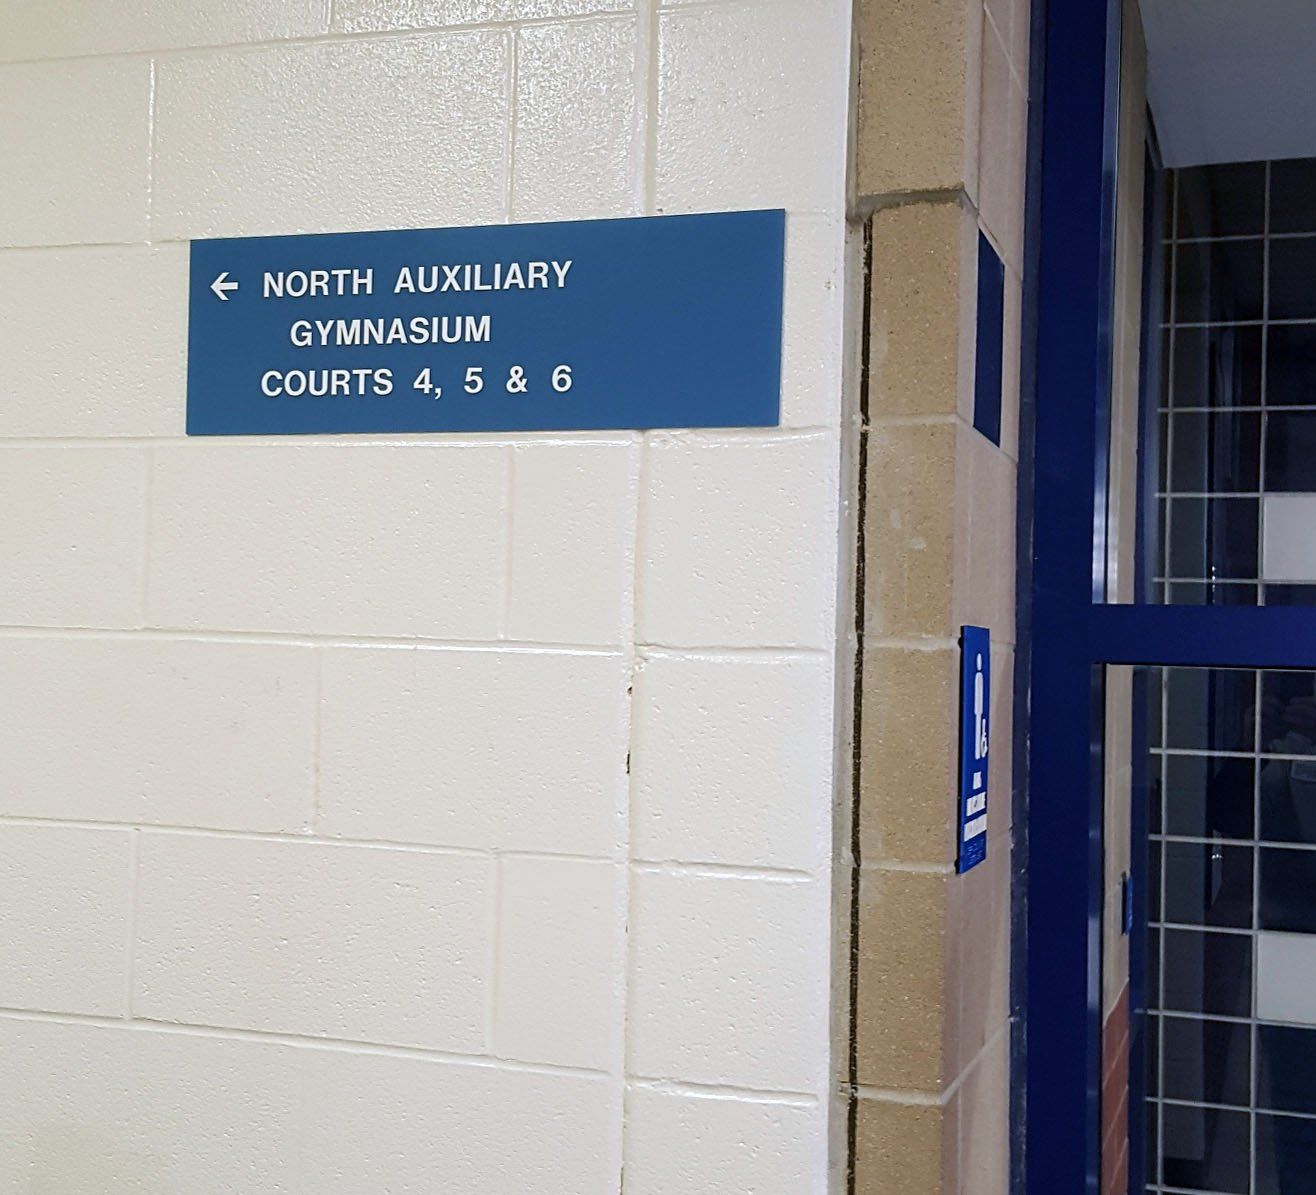 ← NORTH AUXILIARY
GYMNASIUM
COURTS 4, 5 & 6